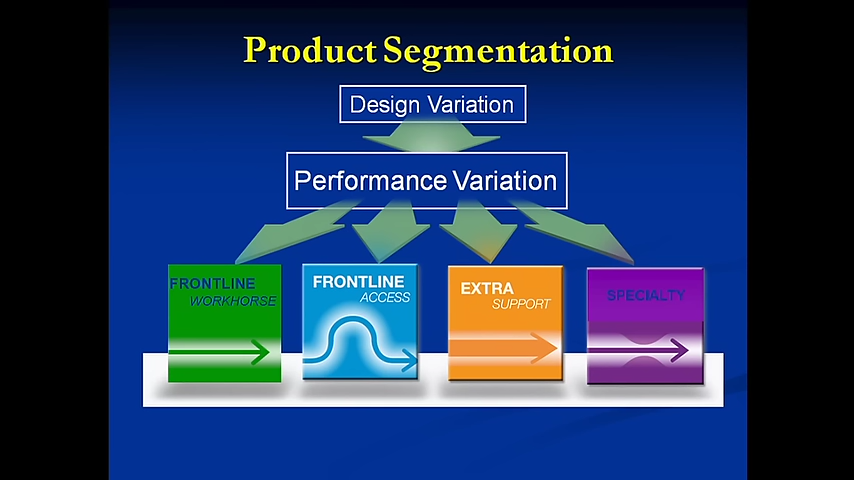 Product Segmentation
Design Variation
Performance Variation
FRONTLINE
WORKHORSE
FRONTLINE
ACCESS
EXTRA
SUPPORT
SPECIALTY